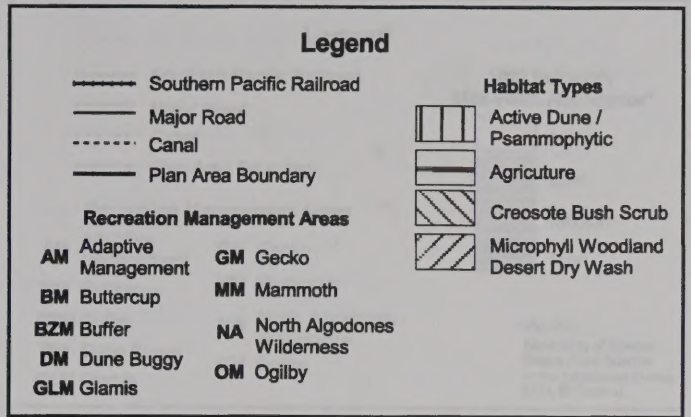 Legend
Southern Pacific Railroad
Major Road
Canal
Plan Area Boundary
Recreation Management Areas
AM Adaptive
Management
BM Buttercup
BZM Buffer
DM Dune Buggy
GLM Glamis
GM Gecko
MM Mammoth
NA North Algodones
Wilderness
OM Ogilby
Habitat Types
Active Dune /
Psammophytic
Agricuture
Creosote Bush Scrub
Microphyll Woodland
Desert Dry Wash